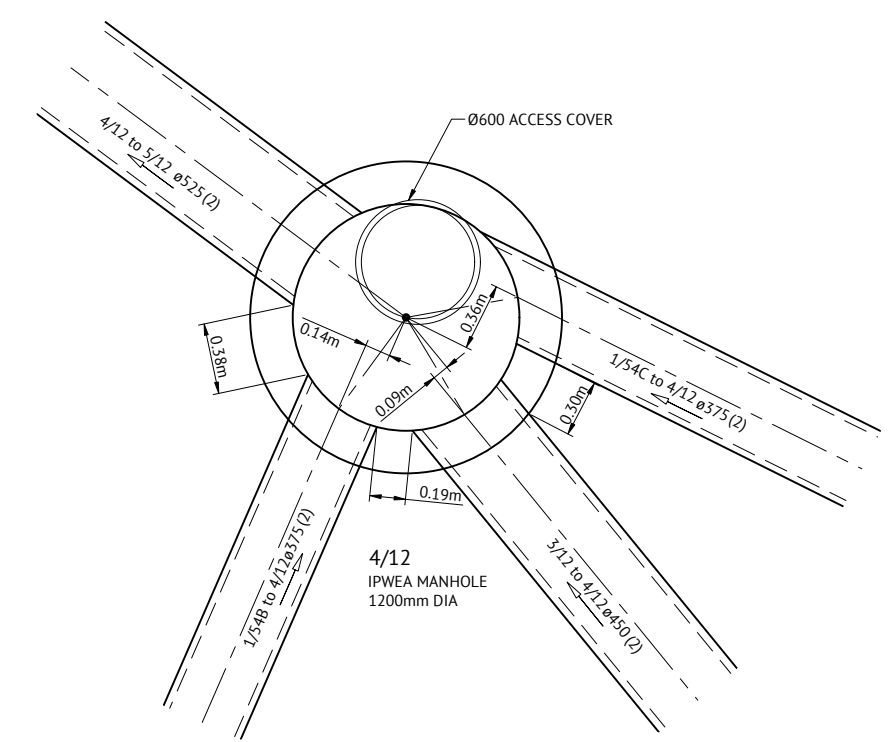 Ø600 ACCESS COVER
4/12 to 5/12 ø525(2)
0.36m
0.14m
0.38m
1/54C to 4/12 ø375(2)
0.09m
0.30m
0.19m
1/54B to 4/12ø375(2)
3/12 to 4/12 ø450(2)
4/12
IPWEA MANHOLE
1200mm DIA